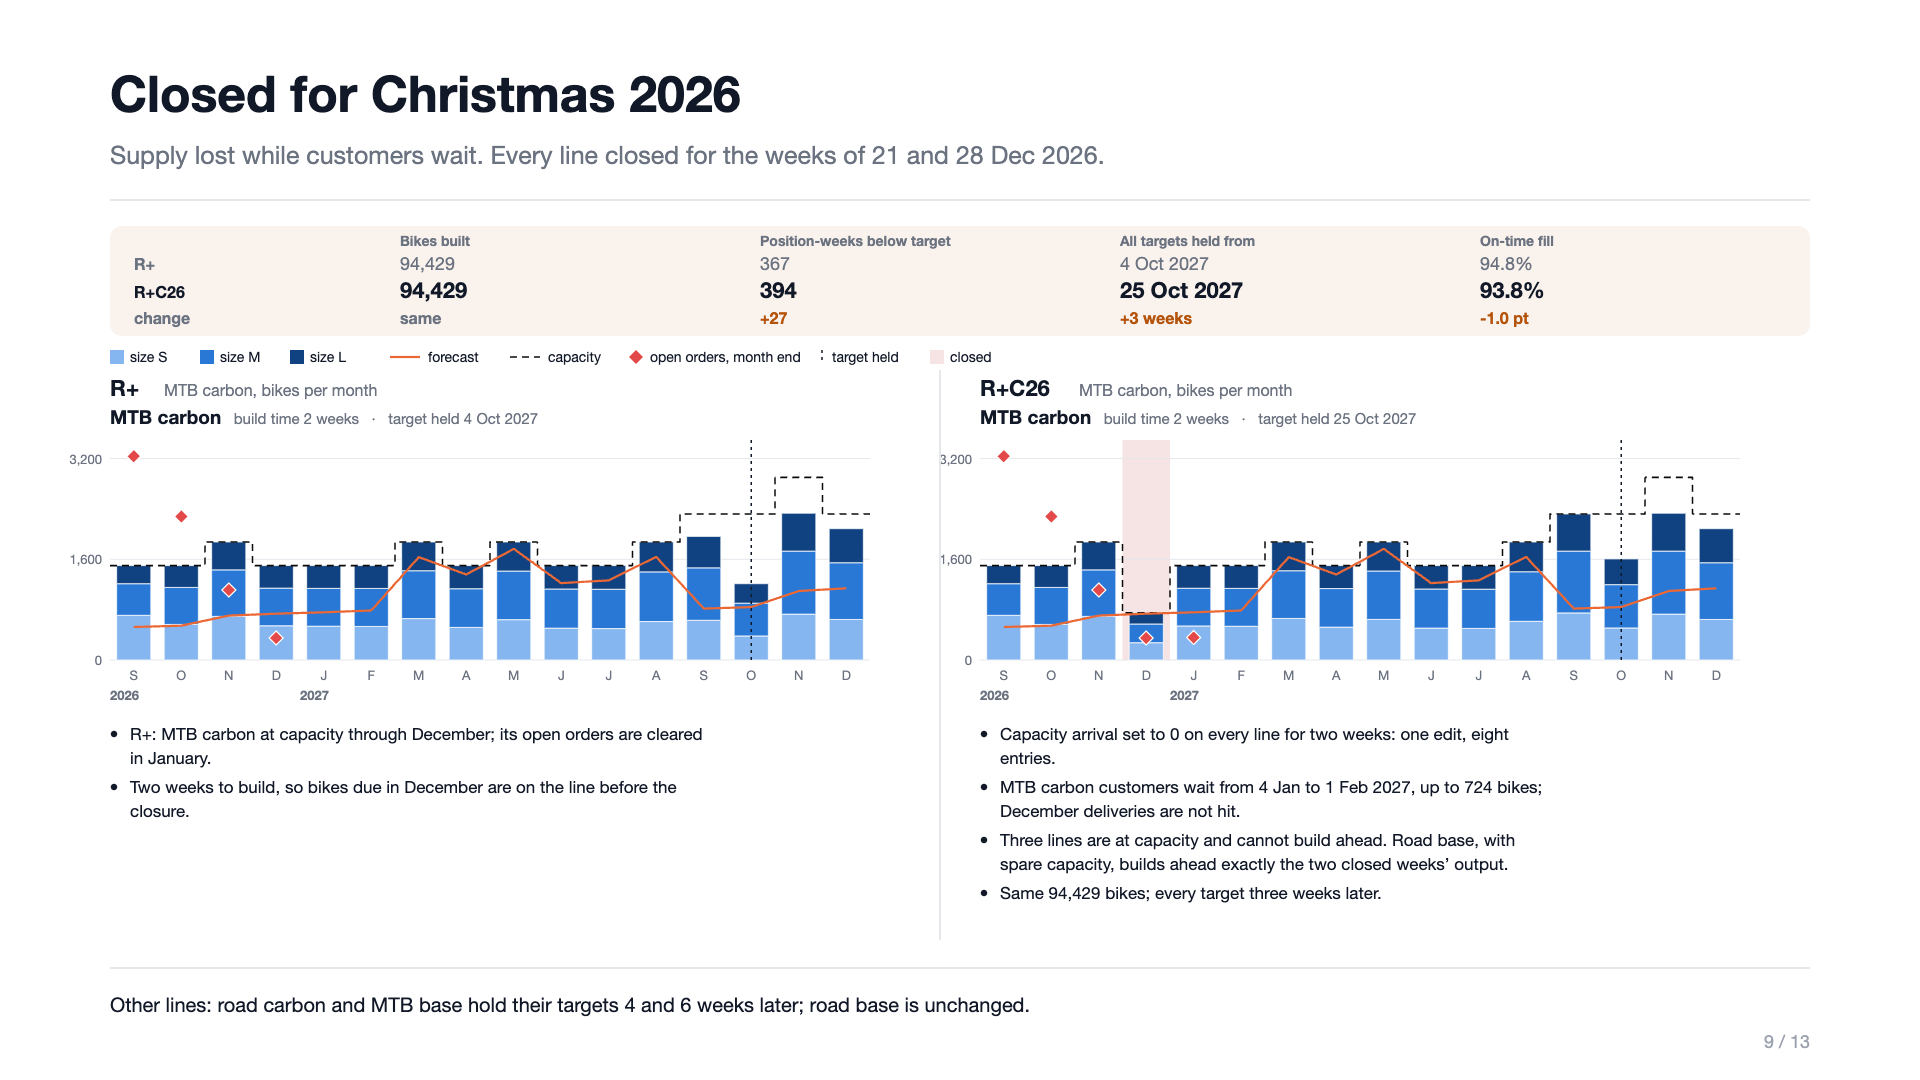 Closed for Christmas 2026
Supply lost while customers wait. Every line closed for the weeks of 21 and 28 Dec 2026.
Bikes built Position-weeks below target All targets held from On-time fill
R+ 94,429 367 4 Oct 2027 94.8%
R+C26 94,429 394 25 Oct 2027 93.8%
change same +27 +3 weeks -1.0 pt
size S size M size L forecast capacity open orders, month end target held closed
R+ MTB carbon, bikes per month
MTB carbon build time 2 weeks · target held 4 Oct 2027
3,200
1,600
0
S O N D J F M A M J J A S O N D
2026 2027
• R+: MTB carbon at capacity through December; its open orders are cleared
in January.
• Two weeks to build, so bikes due in December are on the line before the
closure.
R+C26 MTB carbon, bikes per month
MTB carbon build time 2 weeks · target held 25 Oct 2027
3,200
1,600
0
S O N D J F M A M J J A S O N D
2026 2027
• Capacity arrival set to 0 on every line for two weeks: one edit, eight
entries.
• MTB carbon customers wait from 4 Jan to 1 Feb 2027, up to 724 bikes;
December deliveries are not hit.
• Three lines are at capacity and cannot build ahead. Road base, with
spare capacity, builds ahead exactly the two closed weeks’ output.
• Same 94,429 bikes; every target three weeks later.
Other lines: road carbon and MTB base hold their targets 4 and 6 weeks later; road base is unchanged.
9 / 13